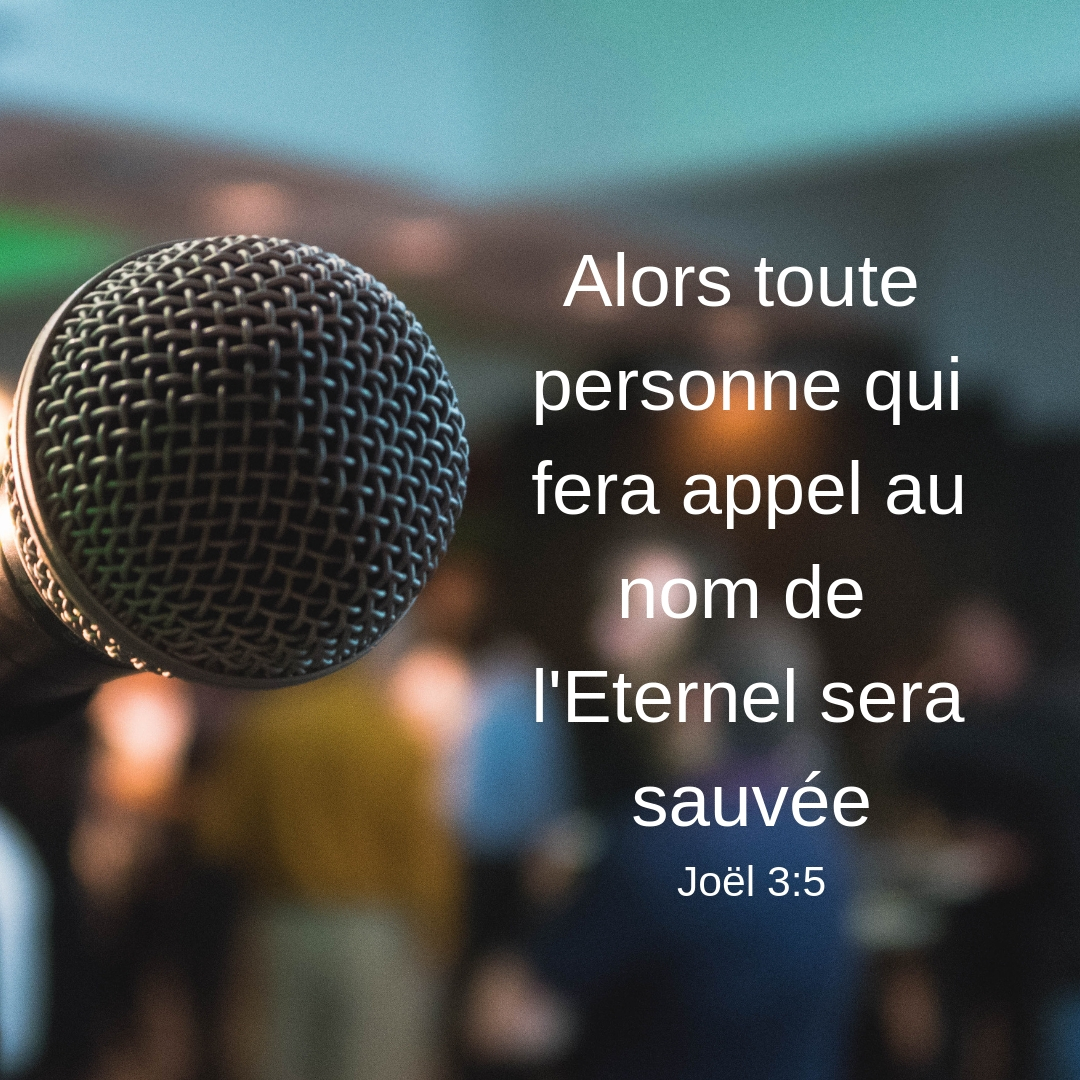 Alors toute
personne qui
fera appel au
nom de
l'Eternel sera
sauvée
Joël 3:5